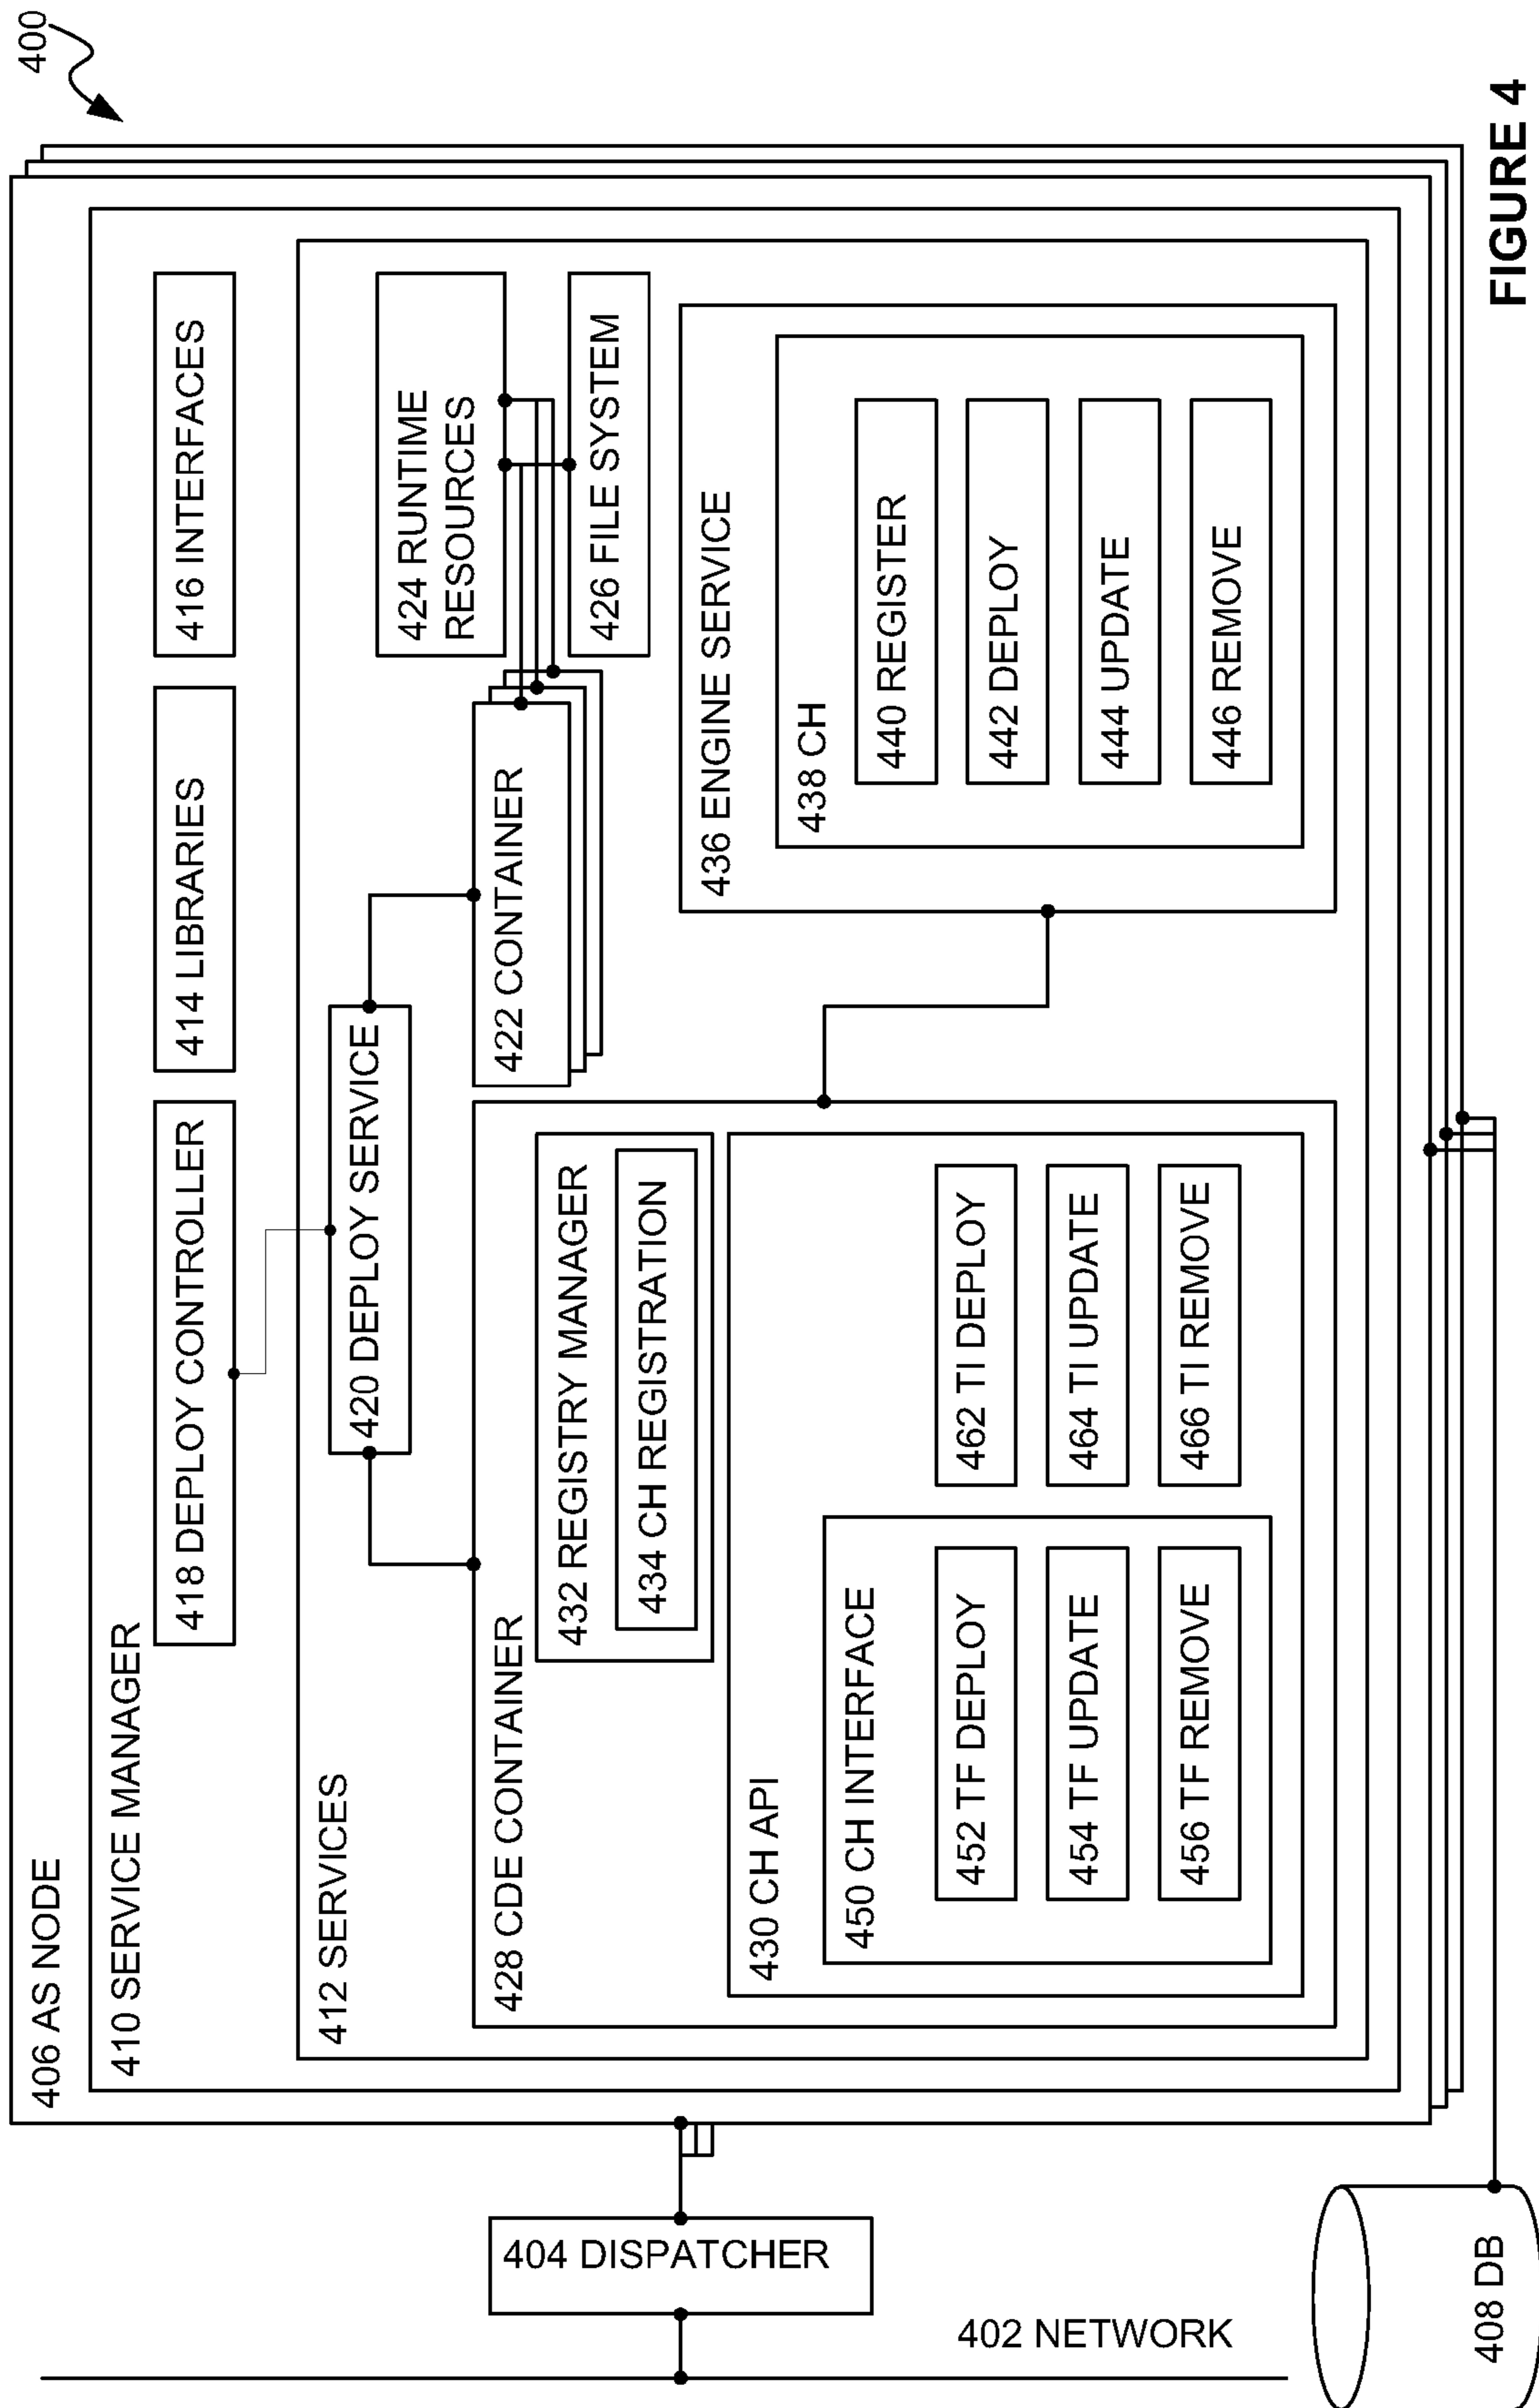 400
406 AS NODE
410 SERVICE MANAGER
418 DEPLOY CONTROLLER
414 LIBRARIES
416 INTERFACES
412 SERVICES
420 DEPLOY SERVICE
428 CDE CONTAINER
432 REGISTRY MANAGER
434 CH REGISTRATION
422 CONTAINER
424 RUNTIME
RESOURCES
426 FILE SYSTEM
430 CH API
450 CH INTERFACE
452 TF DEPLOY
454 TF UPDATE
456 TF REMOVE
462 TI DEPLOY
464 TI UPDATE
466 TI REMOVE
436 ENGINE SERVICE
438 CH
440 REGISTER
442 DEPLOY
444 UPDATE
446 REMOVE
404 DISPATCHER
402 NETWORK
408 DB
FIGURE 4